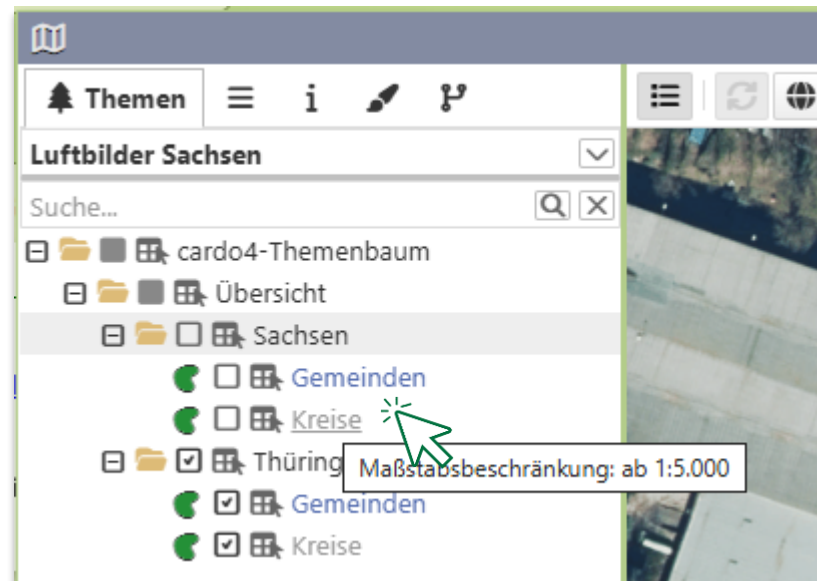 Themen
i
Luftbilder Sachsen
Suche...
cardo4-Themenbaum
Übersicht
Sachsen
Gemeinden
Kreise
Thüring
Maßstabsbeschränkung: ab 1:5.000
Gemeinden
Kreise